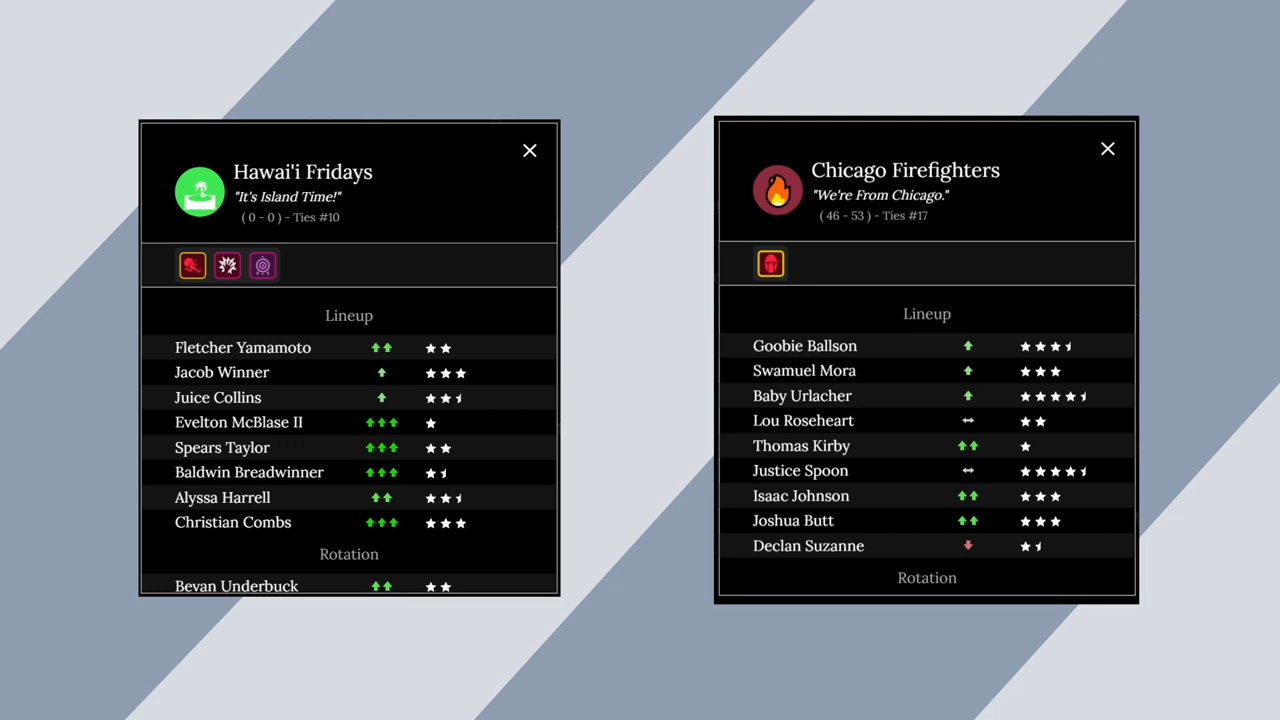 Hawai'i Fridays
"It's Island Time!"
( 0 - 0 ) - Ties #10
Lineup
Fletcher Yamamoto
Jacob Winner
Juice Collins
Evelton McBlase II
Spears Taylor
Baldwin Breadwinner
Alyssa Harrell
Christian Combs
Rotation
Bevan Underbuck
Chicago Firefighters
"We're From Chicago."
( 46 - 53 ) - Ties #17
Lineup
Goobie Ballson
Swamuel Mora
Baby Urlacher
Lou Roseheart
Thomas Kirby
Justice Spoon
Isaac Johnson
Joshua Butt
Declan Suzanne
Rotation